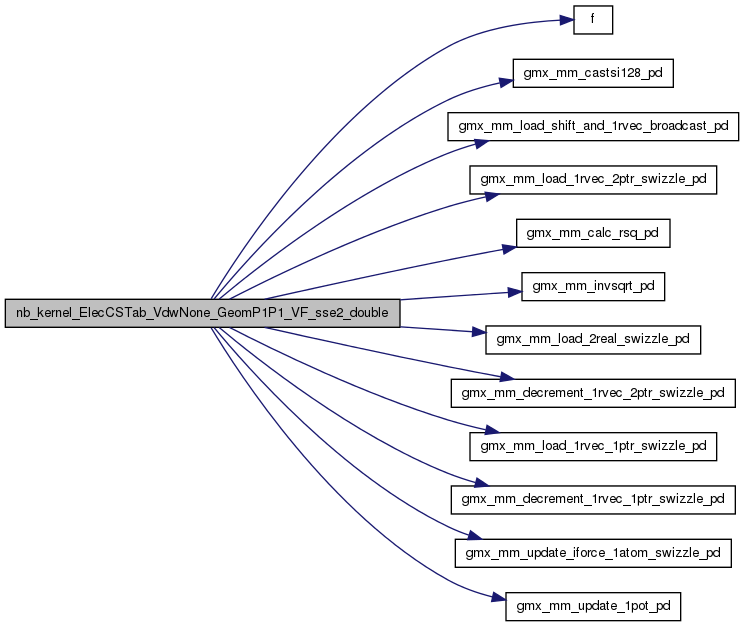 f
gmx_mm_castsi128_pd
gmx_mm_load_shift_and_1rvec_broadcast_pd
gmx_mm_load_1rvec_2ptr_swizzle_pd
gmx_mm_calc_rsq_pd
gmx_mm_invsqrt_pd
nb_kernel_ElecCSTab_VdwNone_GeomP1P1_VF_sse2_double
gmx_mm_load_2real_swizzle_pd
gmx_mm_decrement_1rvec_2ptr_swizzle_pd
gmx_mm_load_1rvec_1ptr_swizzle_pd
gmx_mm_decrement_1rvec_1ptr_swizzle_pd
gmx_mm_update_iforce_1atom_swizzle_pd
gmx_mm_update_1pot_pd